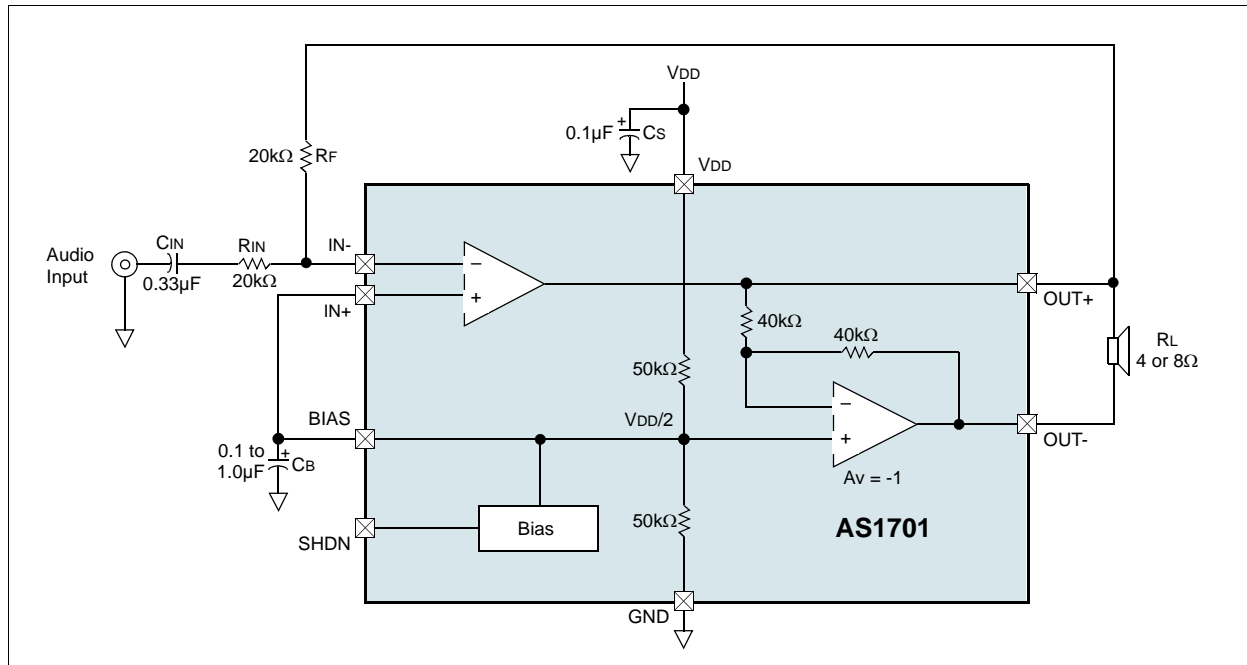 VDD
0.1µF
+
CS
20kΩ
RF
VDD
Audio
Input
CIN
0.33µF
RIN
20kΩ
IN-
IN+
−
+
OUT+
40kΩ
40kΩ
50kΩ
RL
4 or 8Ω
BIAS
VDD/2
−
+
OUT-
0.1 to
1.0µF
+
CB
Av = -1
SHDN
Bias
50kΩ
AS1701
GND